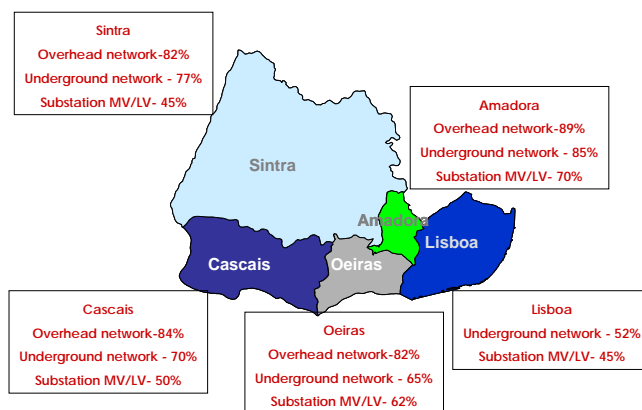 Sintra
Overhead network-82%
Underground network - 77%
Substation MV/LV- 45%
Amadora
Overhead network-89%
Underground network - 85%
Substation MV/LV- 70%
Sintra
Amadora
Lisboa
Cascais
Oeiras
Cascais
Overhead network-84%
Underground network - 70%
Substation MV/LV- 50%
Oeiras
Overhead network-82%
Underground network - 65%
Substation MV/LV- 62%
Lisboa
Underground network - 52%
Substation MV/LV- 45%